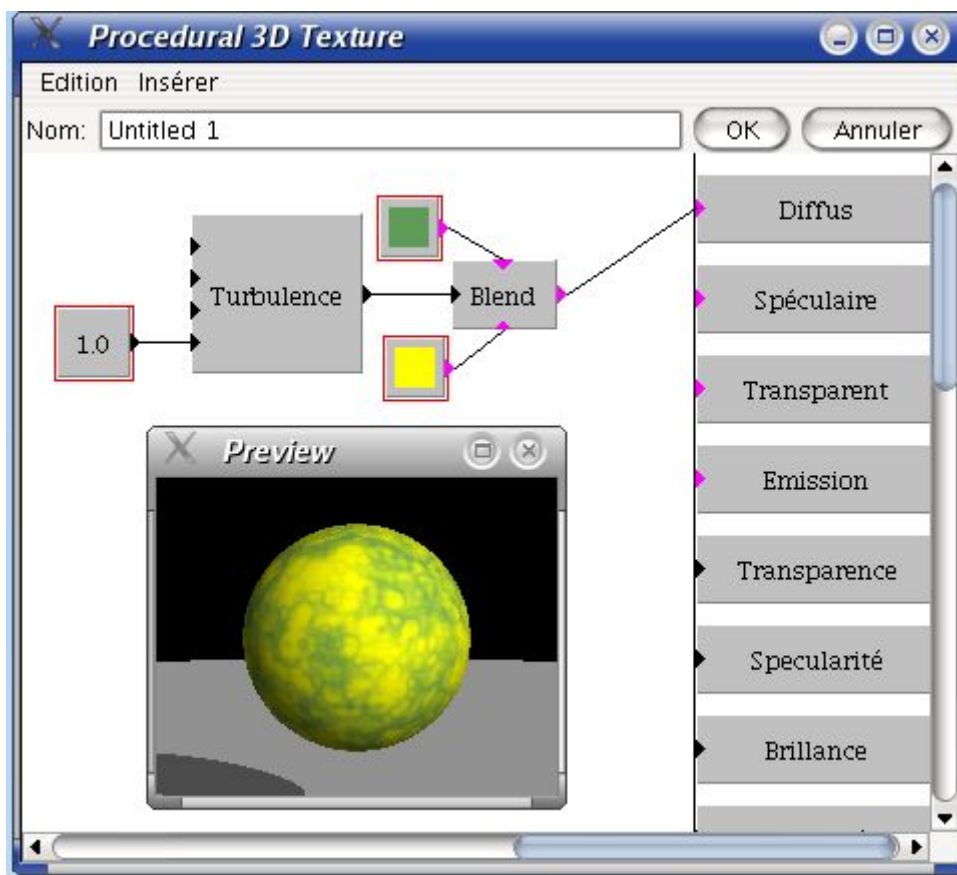 Procedural 3D Texture
Edition Insérer
Nom: Untitled 1 OK Annuler
Diffus
Turbulence
Blend
Spéculaire
1.0
Transparent
Preview
Emission
Transparence
Specularité
Brillance